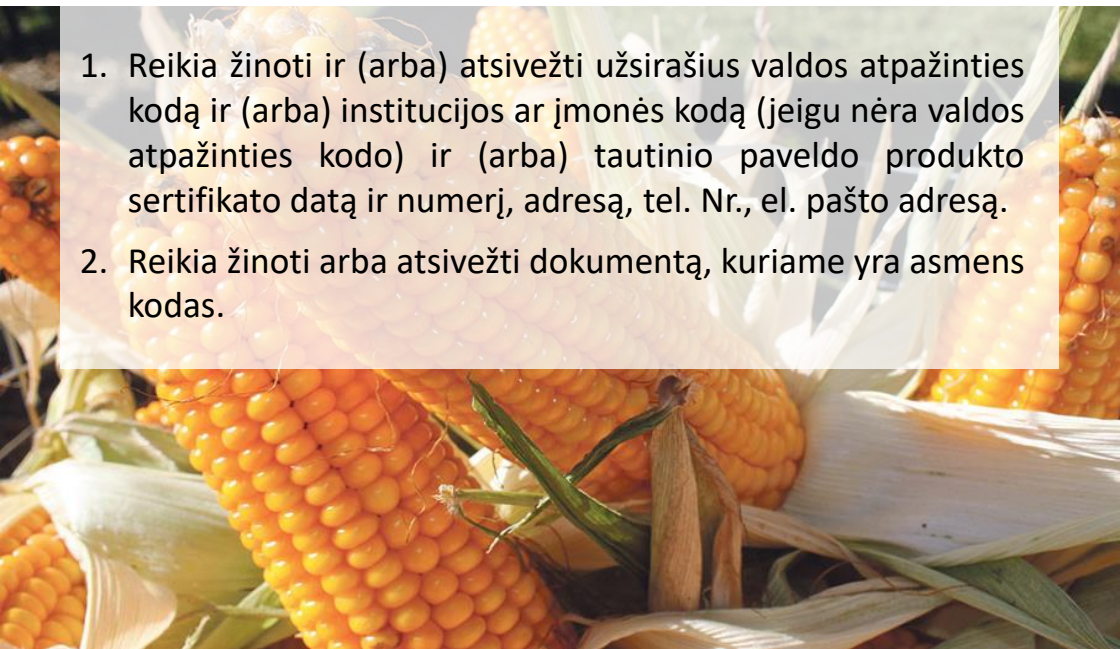 1. Reikia žinoti ir (arba) atsivežti užsirašius valdos atpažinties
kodą ir (arba) institucijos ar įmonės kodą (jeigu nėra valdos
atpažinties kodo) ir (arba) tautinio paveldo produkto
sertifikato datą ir numerį, adresą, tel. Nr., el. pašto adresą.
2. Reikia žinoti arba atsivežti dokumentą, kuriame yra asmens
kodas.